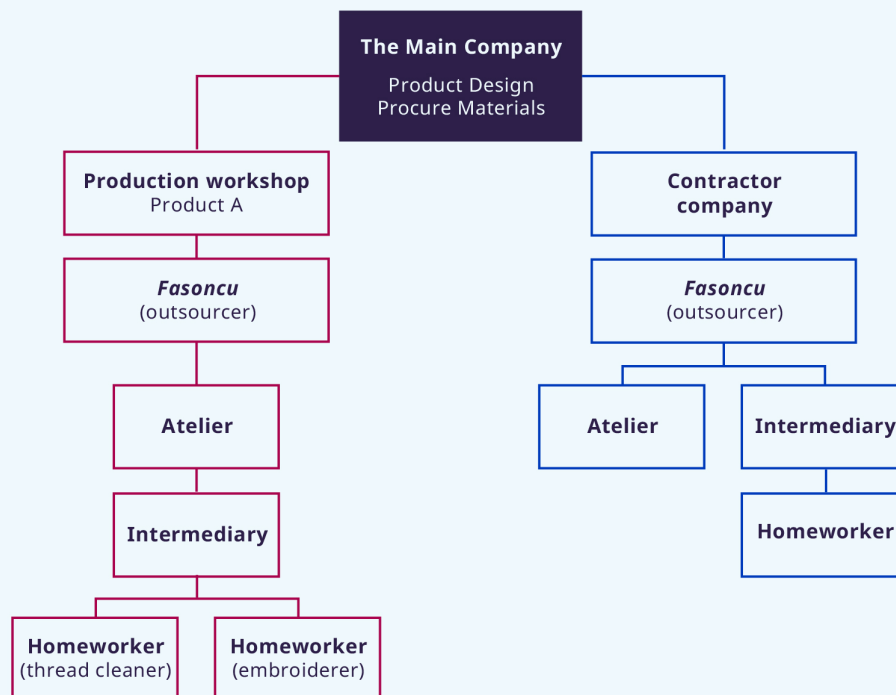 The Main Company
Product Design
Procure Materials
Production workshop
Product A
Contractor
company
Fasoncu
(outsourcer)
Fasoncu
(outsourcer)
Atelier
Atelier
Intermediary
Intermediary
Homeworker
Homeworker
(thread cleaner)
Homeworker
(embroiderer)